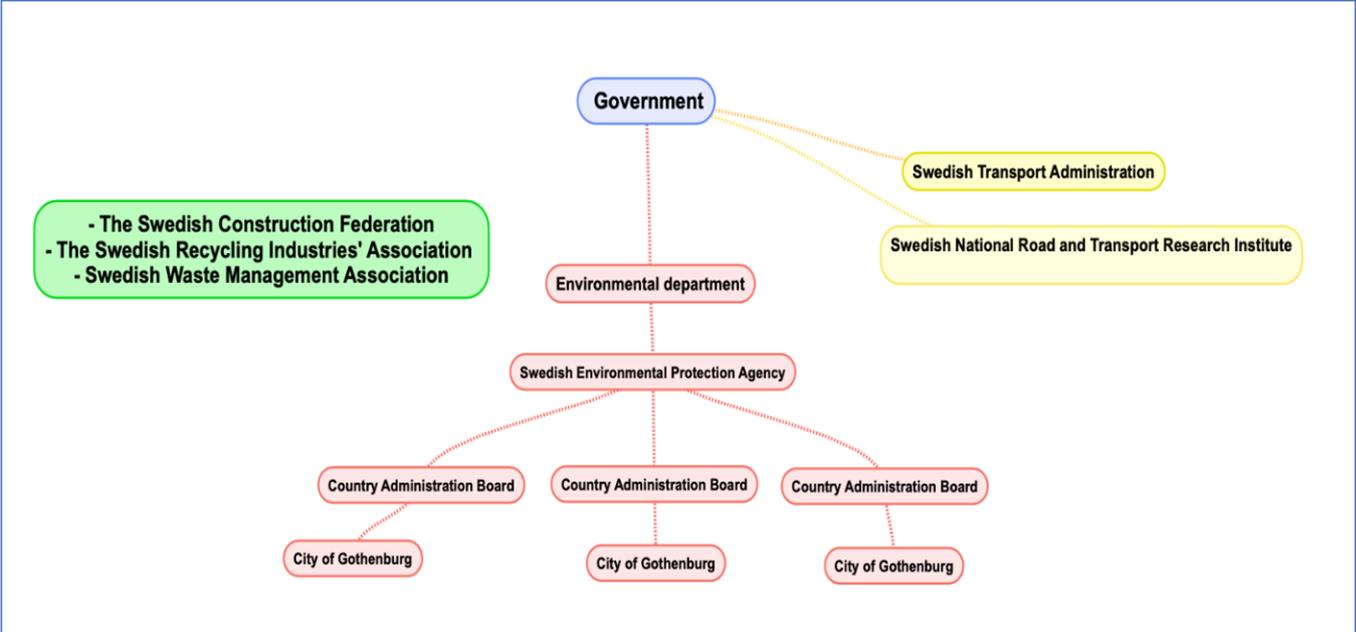 Government
Swedish Transport Administration
- The Swedish Construction Federation
- The Swedish Recycling Industries' Association
- Swedish Waste Management Association
Swedish National Road and Transport Research Institute
Environmental department
Swedish Environmental Protection Agency
Country Administration Board
Country Administration Board
Country Administration Board
City of Gothenburg
City of Gothenburg
City of Gothenburg